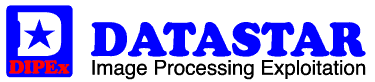 DIPEx
DATASTAR
Image Processing Exploitation